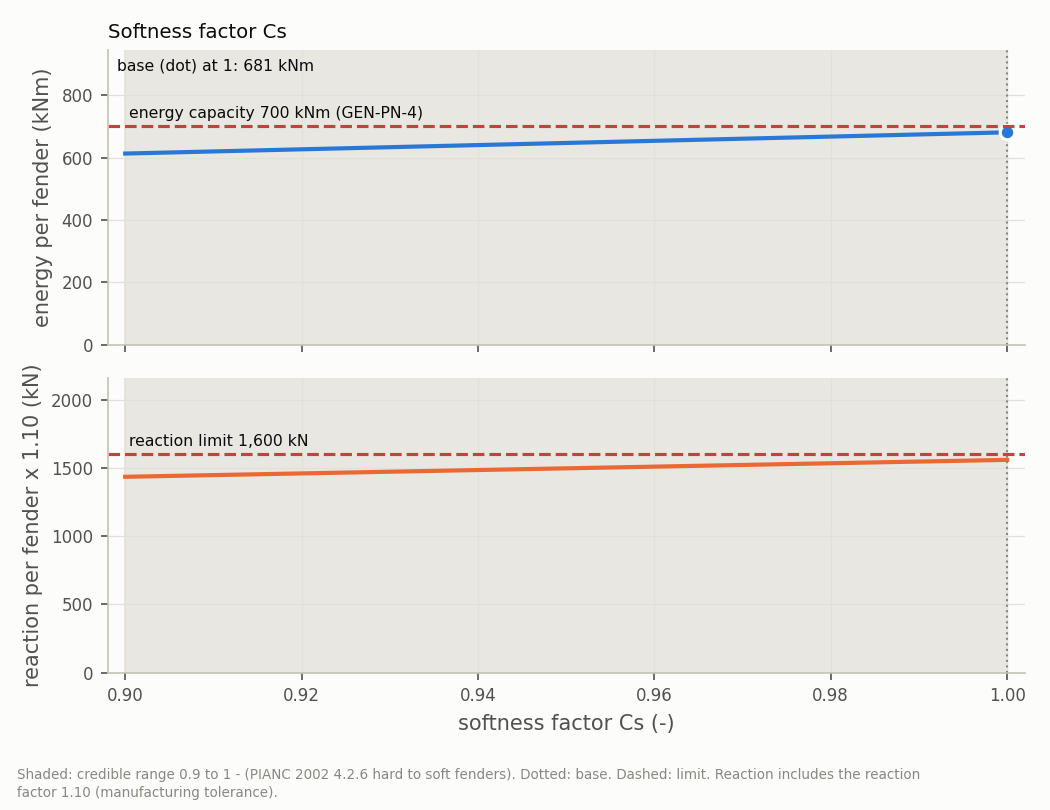 Softness factor Cs
base (dot) at 1: 681 kNm
energy capacity 700 kNm (GEN-PN-4)
energy per fender (kNm)
800
600
400
200
0
reaction limit 1,600 kN
reaction per fender x 1.10 (kN)
2000
1500
1000
500
0
0.90 0.92 0.94 0.96 0.98 1.00
softness factor Cs (-)
Shaded: credible range 0.9 to 1 - (PIANC 2002 4.2.6 hard to soft fenders). Dotted: base. Dashed: limit. Reaction includes the reaction
factor 1.10 (manufacturing tolerance).